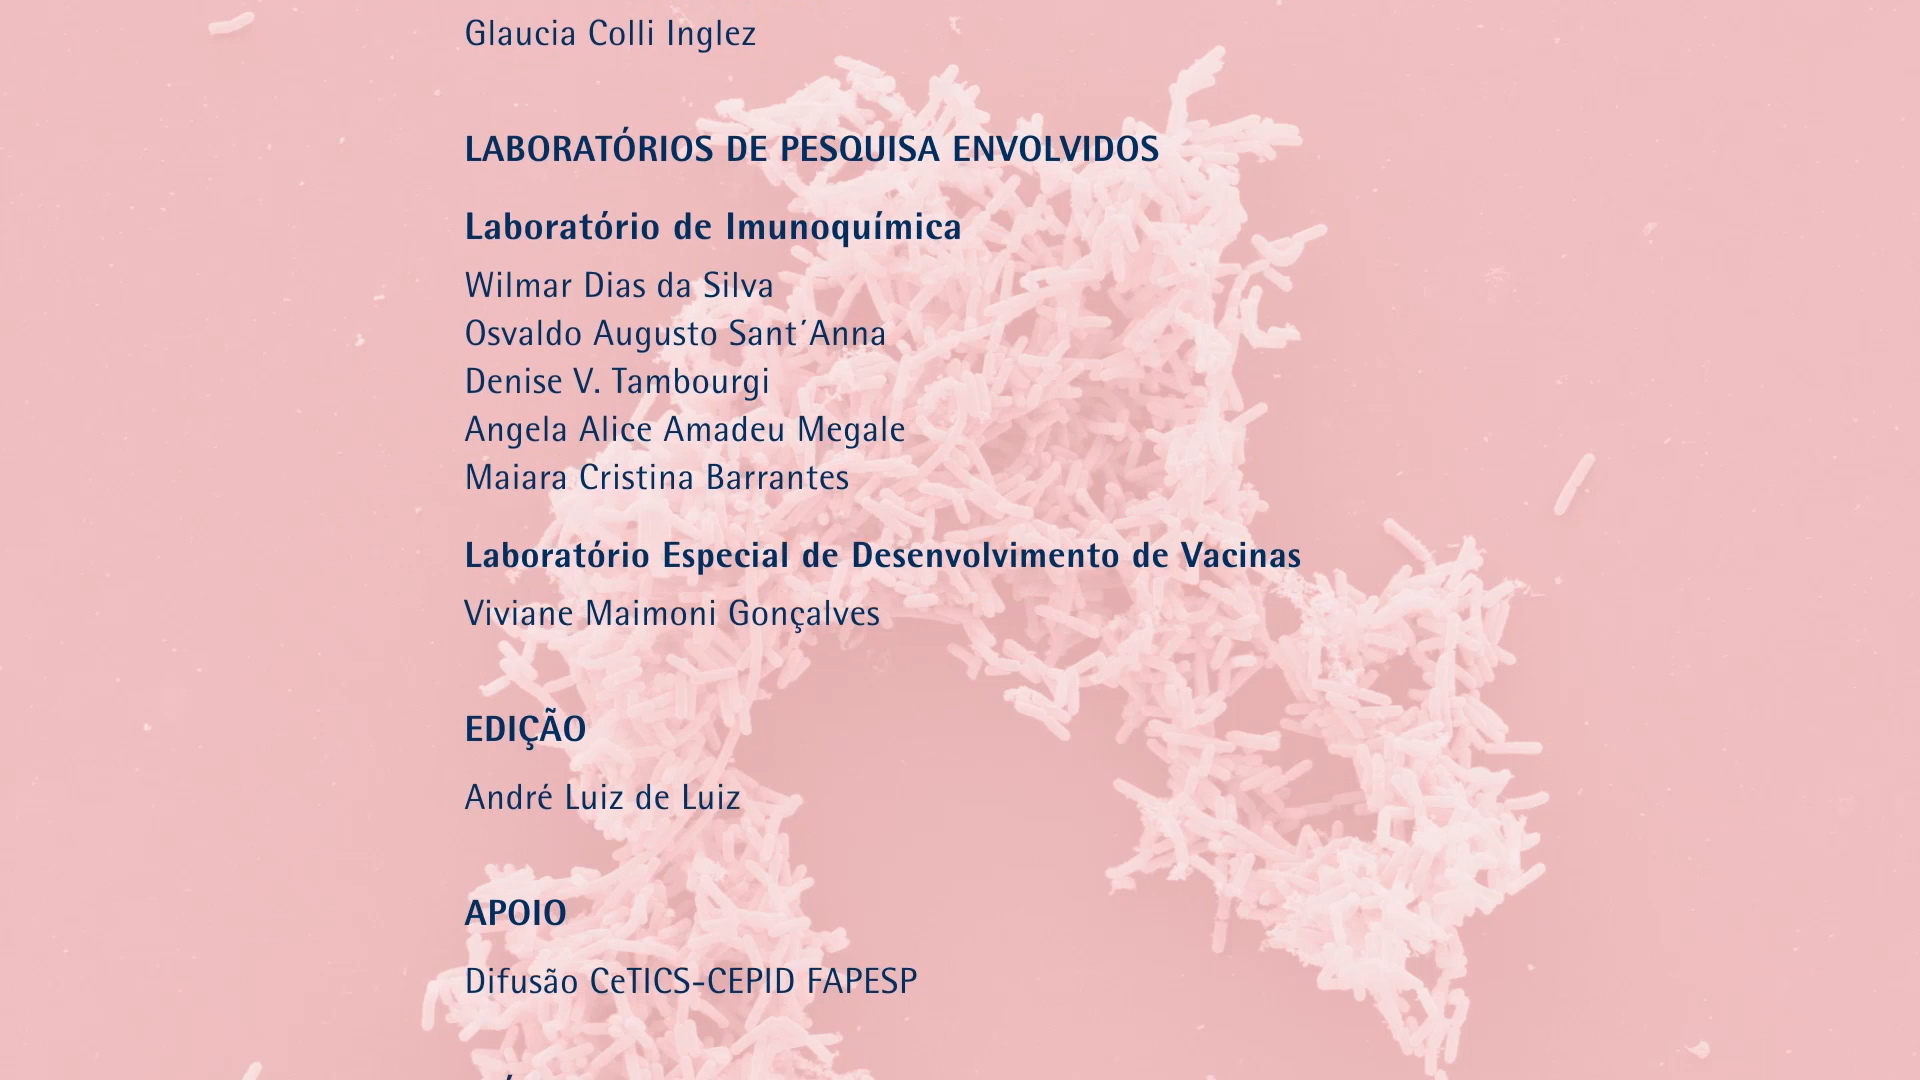 Glaucia Colli Inglez
LABORATÓRIOS DE PESQUISA ENVOLVIDOS
Laboratório de Imunoquímica
Wilmar Dias da Silva
Osvaldo Augusto Sant´Anna
Denise V. Tambourgi
Angela Alice Amadeu Megale
Maiara Cristina Barrantes
Laboratório Especial de Desenvolvimento de Vacinas
Viviane Maimoni Gonçalves
EDIÇÃO
André Luiz de Luiz
APOIO
Difusão CeTICS-CEPID FAPESP